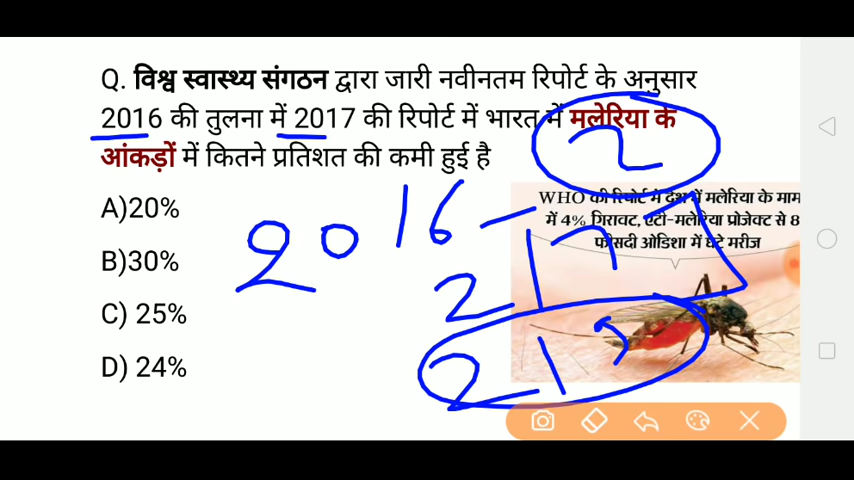 Q. विश्व स्वास्थ्य संगठन द्वारा जारी नवीनतम रिपोर्ट के अनुसार
2016 की तुलना में 2017 की रिपोर्ट में भारत में मलेरिया के
आंकड़ों में कितने प्रतिशत की कमी हुई है
A)20%
B)30%
C) 25%
D) 24%
WHO की रिपोर्ट में देश में मलेरिया के माम
में 4% गिरावट, एंटी-मलेरिया प्रोजेक्ट से 8
फीसदी ओडिशा में घटे मरीज
2016